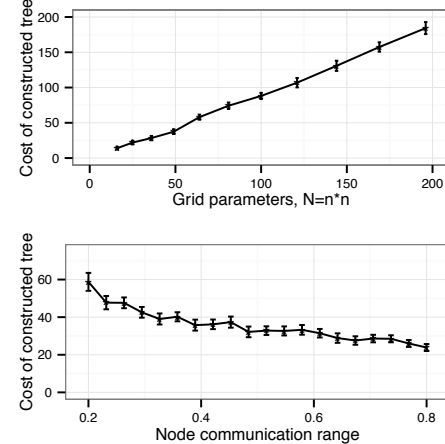 Cost of constructed tree
200
150
100
50
0
0 50 100 150 200
Grid parameters, N=n*n
Cost of constructed tree
60
40
20
0
0.2 0.4 0.6 0.8
Node communication range